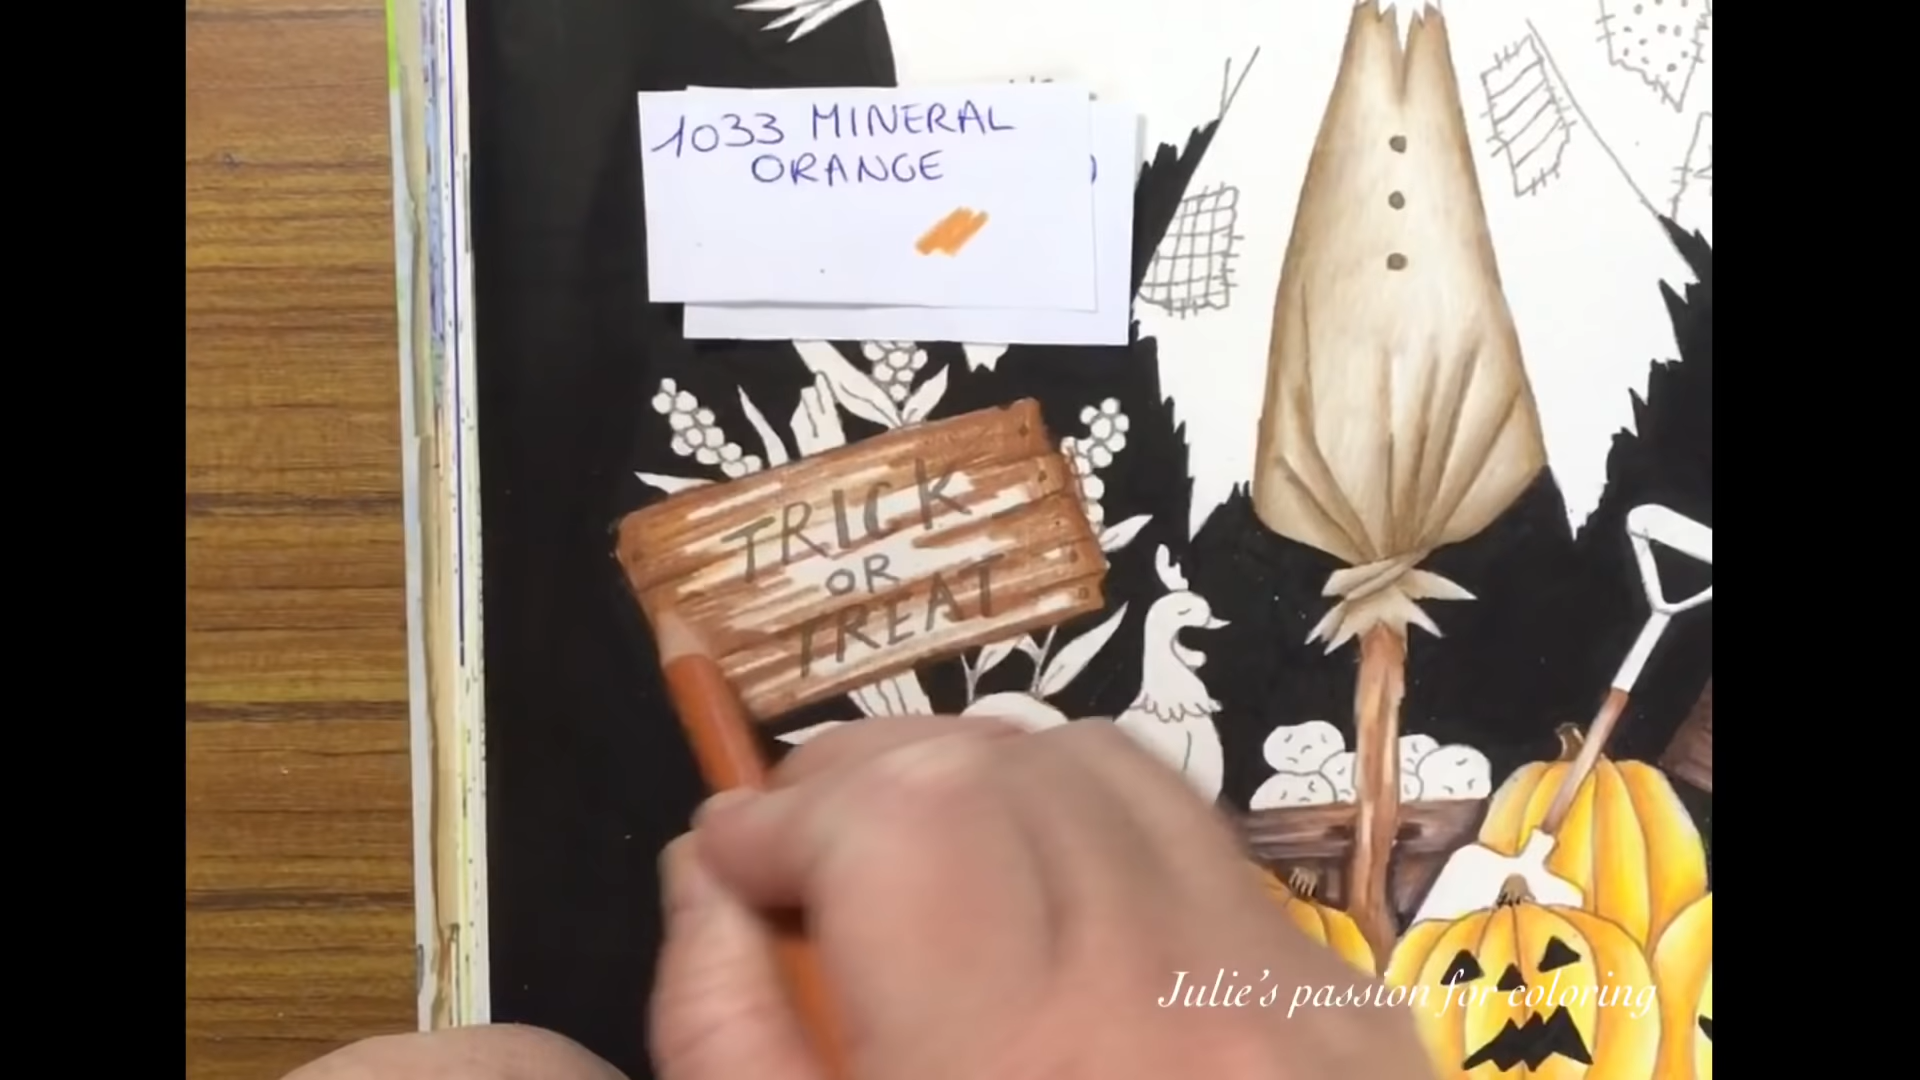 1033 MINERAL
ORANGE
TRICK
OR
TREAT
Julie's passion for coloring